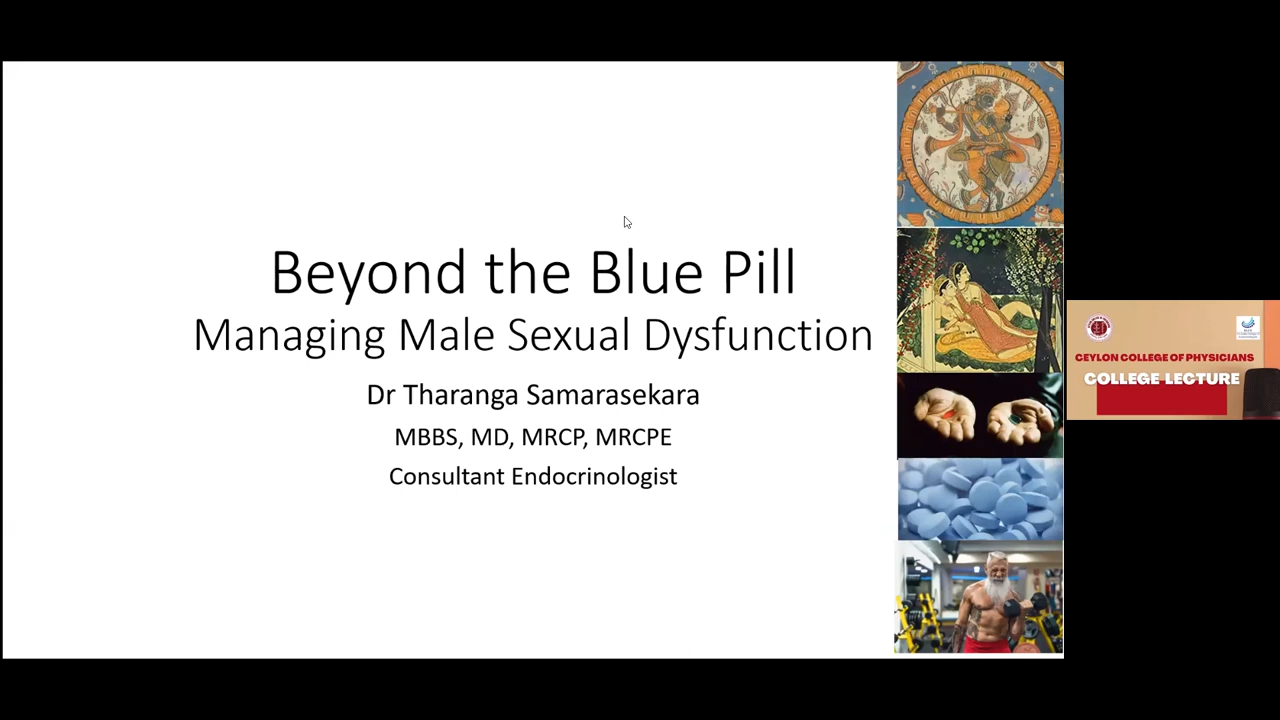 Beyond the Blue Pill
Managing Male Sexual Dysfunction
Dr Tharanga Samarasekara
MBBS, MD, MRCP, MRCPE
Consultant Endocrinologist
CEYLON COLLEGE OF PHYSICIANS
COLLEGE LECTURE